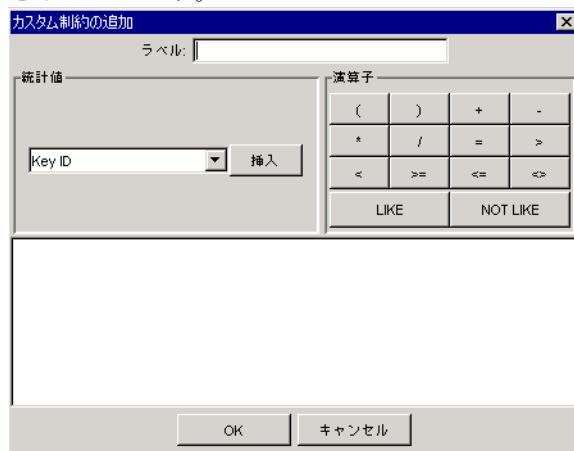 カスタム制約の追加
ラベル:
統計値
演算子
( ) + -
* / = >
Key ID 挿入
< >= <= <>
LIKE NOT LIKE
OK キャンセル